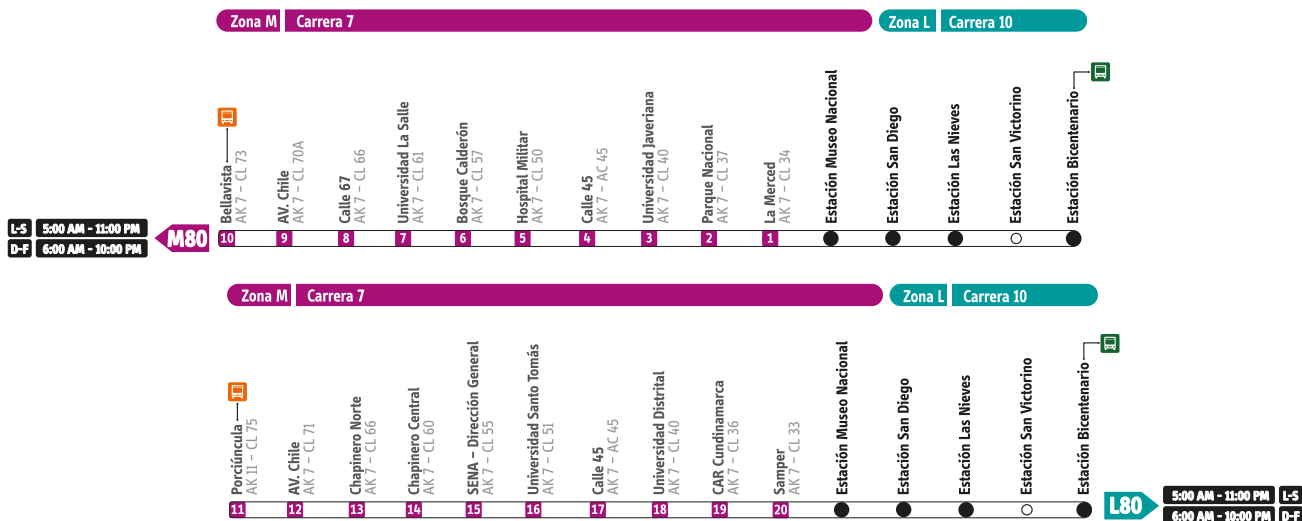 Zona M Carrera 7 Zona L Carrera 10
Bellavista
AK 7 – CL 73
AV. Chile
AK 7 – CL 70A
Calle 67
AK 7 – CL 66
Universidad La Salle
AK 7 – CL 61
Bosque Calderón
AK 7 – CL 57
Hospital Militar
AK 7 – CL 50
Calle 45
AK 7 – AC 45
Universidad Javeriana
AK 7 – CL 40
Parque Nacional
AK 7 – CL 37
La Merced
AK 7 – CL 34
Estación Museo Nacional
Estación San Diego
Estación Las Nieves
Estación San Victorino
Estación Bicentenario
L-S 5:00 AM - 11:00 PM
D-F 6:00 AM - 10:00 PM
M80
10 9 8 7 6 5 4 3 2 1
Zona M Carrera 7 Zona L Carrera 10
Porciúncula
AK 11 – CL 75
AV. Chile
AK 7 – CL 71
Chapinero Norte
AK 7 – CL 66
Chapinero Central
AK 7 – CL 60
SENA – Dirección General
AK 7 – CL 55
Universidad Santo Tomás
AK 7 – CL 51
Calle 45
AK 7 – AC 45
Universidad Distrital
AK 7 – CL 40
CAR Cundinamarca
AK 7 – CL 36
Samper
AK 7 – CL 33
Estación Museo Nacional
Estación San Diego
Estación Las Nieves
Estación San Victorino
Estación Bicentenario
11 12 13 14 15 16 17 18 19 20
L80
5:00 AM - 11:00 PM L-S
6:00 AM - 10:00 PM D-F